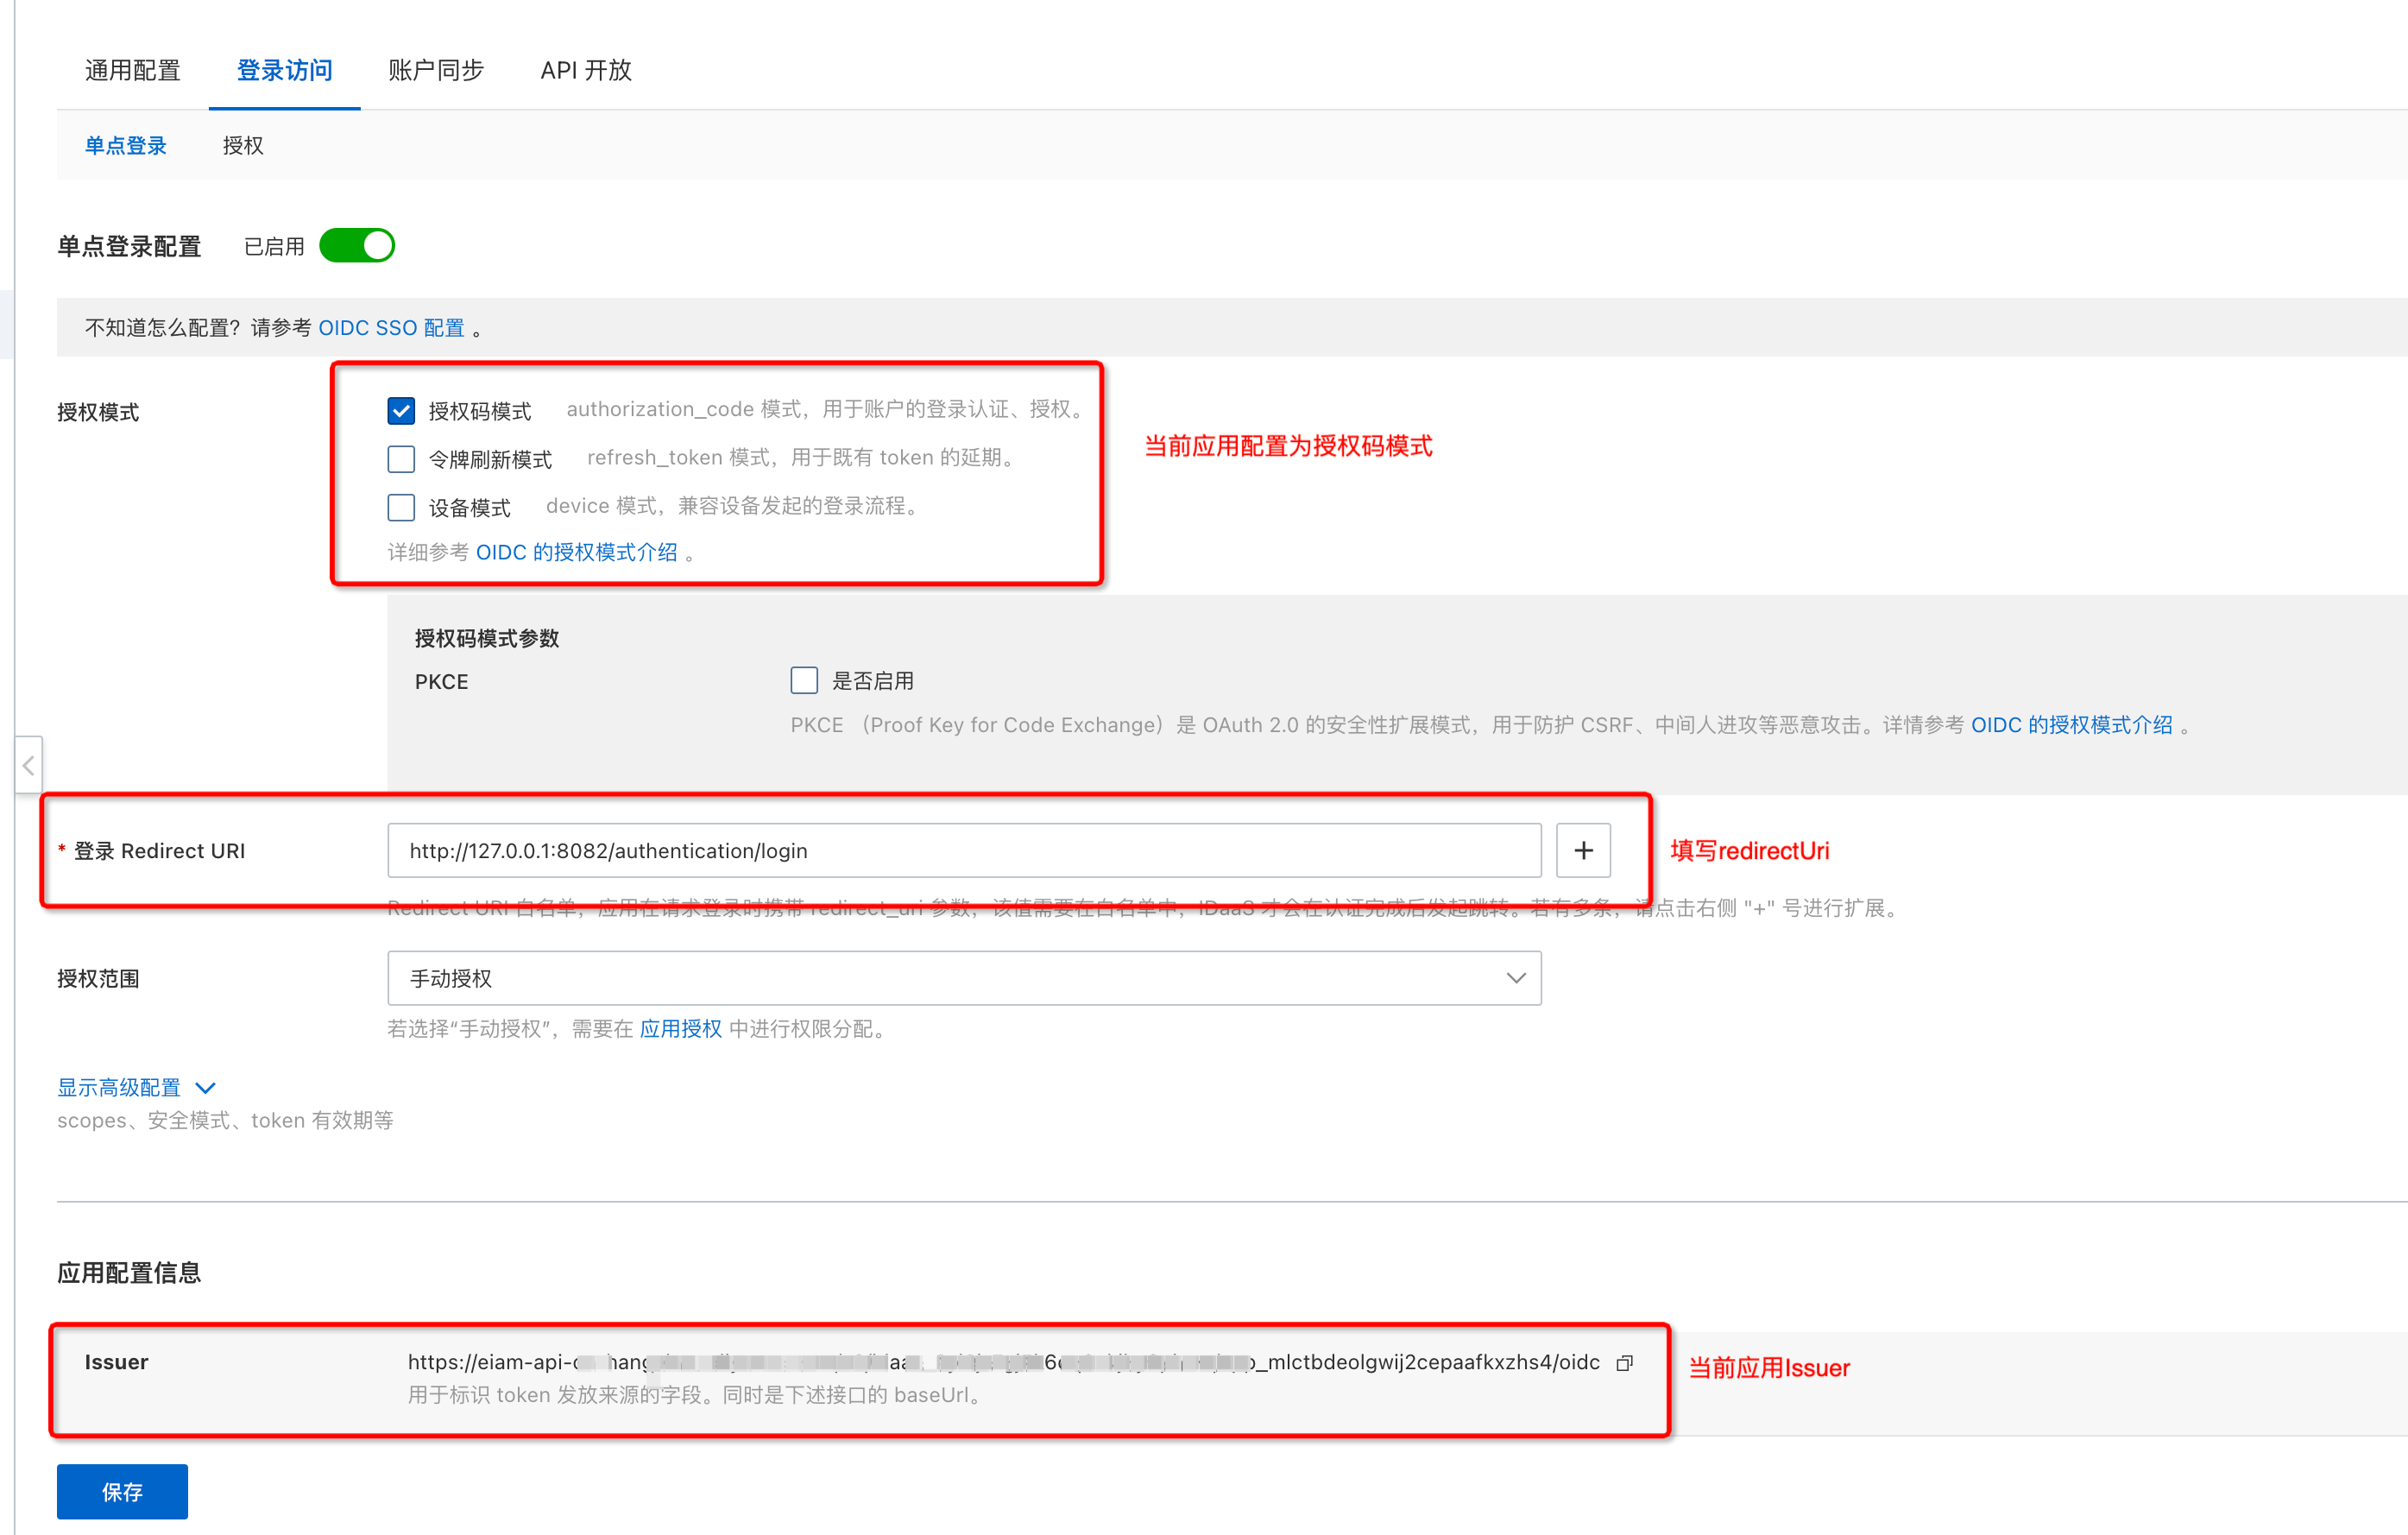 通用配置 登录访问 账户同步 API 开放
单点登录 授权
单点登录配置 已启用
不知道怎么配置？请参考 OIDC SSO 配置 。
授权模式
授权码模式 authorization_code 模式，用于账户的登录认证、授权。
令牌刷新模式 refresh_token 模式，用于既有 token 的延期。
设备模式 device 模式，兼容设备发起的登录流程。
详细参考 OIDC 的授权模式介绍 。
当前应用配置为授权码模式
授权码模式参数
PKCE 是否启用
PKCE （Proof Key for Code Exchange）是 OAuth 2.0 的安全性扩展模式，用于防护 CSRF、中间人进攻等恶意攻击。详情参考 OIDC 的授权模式介绍 。
* 登录 Redirect URI http://127.0.0.1:8082/authentication/login + 填写redirectUri
Redirect URI 白名单，应用在请求登录时携带 redirect_uri 参数，该值需要在白名单中，IDaaS 才会在认证完成后发起跳转。若有多条，请点击右侧 "+" 号进行扩展。
授权范围 手动授权
若选择“手动授权”，需要在 应用授权 中进行权限分配。
显示高级配置
scopes、安全模式、token 有效期等
应用配置信息
Issuer https://eiam-api- _mlctbdeolgwij2cepaafkxzhs4/oidc 当前应用Issuer
用于标识 token 发放来源的字段。同时是下述接口的 baseUrl。
保存